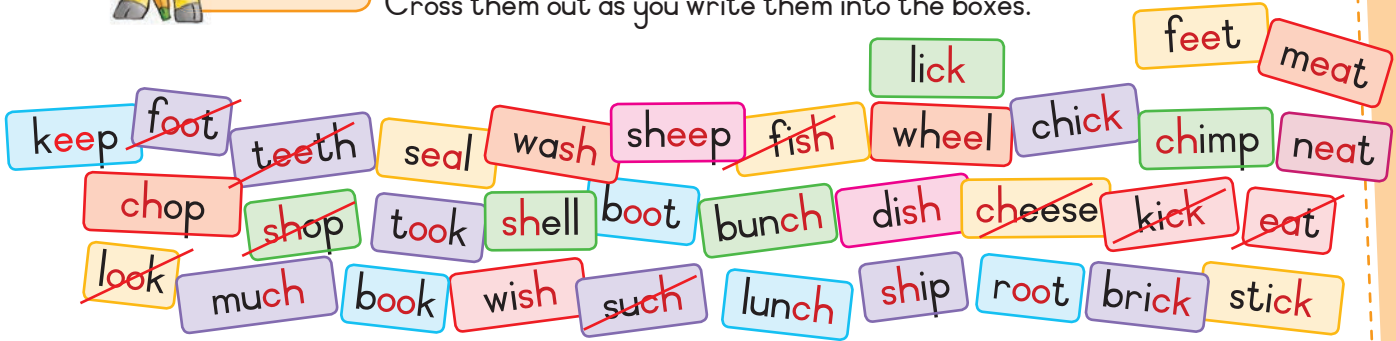 Cross them out as you write them into the boxes.
feet
lick meat
keep foot teeth seal wash sheep fish wheel chick chimp neat
chop shop took shell boot bunch dish cheese kick eat
look much book wish such lunch ship root brick stick